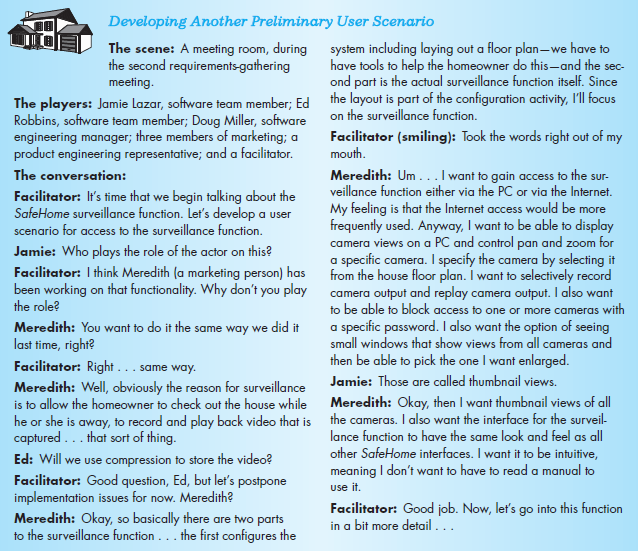 Developing Another Preliminary User Scenario
The scene: A meeting room, during
the second requirements-gathering
meeting.
The players: Jamie Lazar, software team member; Ed
Robbins, software team member; Doug Miller, software
engineering manager; three members of marketing; a
product engineering representative; and a facilitator.
The conversation:
Facilitator: It's time that we begin talking about the
SafeHome surveillance function. Let's develop a user
scenario for access to the surveillance function.
Jamie: Who plays the role of the actor on this?
Facilitator: I think Meredith (a marketing person) has
been working on that functionality. Why don't you play
the role?
Meredith: You want to do it the same way we did it
last time, right?
Facilitator: Right . . . same way.
Meredith: Well, obviously the reason for surveillance
is to allow the homeowner to check out the house while
he or she is away, to record and play back video that is
captured . . . that sort of thing.
Ed: Will we use compression to store the video?
Facilitator: Good question, Ed, but let's postpone
implementation issues for now. Meredith?
Meredith: Okay, so basically there are two parts
to the surveillance function . . . the first configures the
system including laying out a floor plan—we have to
have tools to help the homeowner do this—and the sec-
ond part is the actual surveillance function itself. Since
the layout is part of the configuration activity, I'll focus
on the surveillance function.
Facilitator (smiling): Took the words right out of my
mouth.
Meredith: Um . . . I want to gain access to the sur-
veillance function either via the PC or via the Internet.
My feeling is that the Internet access would be more
frequently used. Anyway, I want to be able to display
camera views on a PC and control pan and zoom for
a specific camera. I specify the camera by selecting it
from the house floor plan. I want to selectively record
camera output and replay camera output. I also want
to be able to block access to one or more cameras with
a specific password. I also want the option of seeing
small windows that show views from all cameras and
then be able to pick the one I want enlarged.
Jamie: Those are called thumbnail views.
Meredith: Okay, then I want thumbnail views of all
the cameras. I also want the interface for the surveil-
lance function to have the same look and feel as all
other SafeHome interfaces. I want it to be intuitive,
meaning I don't want to have to read a manual to
use it.
Facilitator: Good job. Now, let's go into this function
in a bit more detail . . .